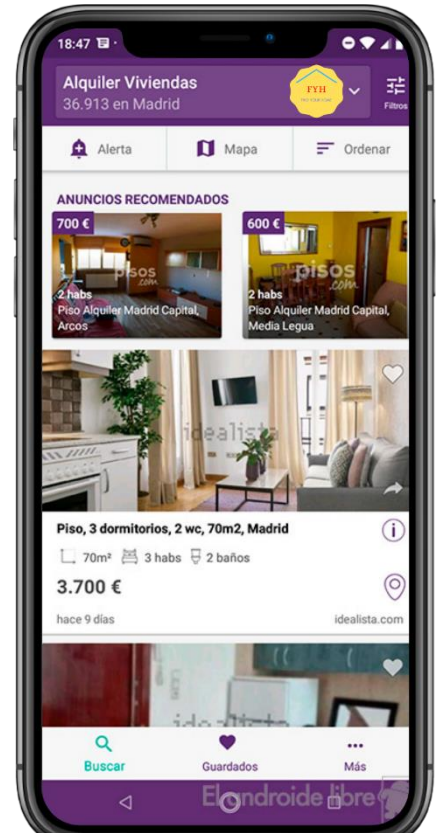 18:47
Alquiler Viviendas
36.913 en Madrid
FYH
Filtros
Alerta
Mapa
Ordenar
ANUNCIOS RECOMENDADOS
700 €
pisos
.com
2 habs
Piso Alquiler Madrid Capital,
Arcos
600 €
pisos
.com
2 habs
Piso Alquiler Madrid Capital,
Media Legua
idealista
Piso, 3 dormitorios, 2 wc, 70m2, Madrid
70m² 3 habs 2 baños
3.700 €
hace 9 días
idealista.com
idealista
Buscar
Guardados
Más
El androide libre